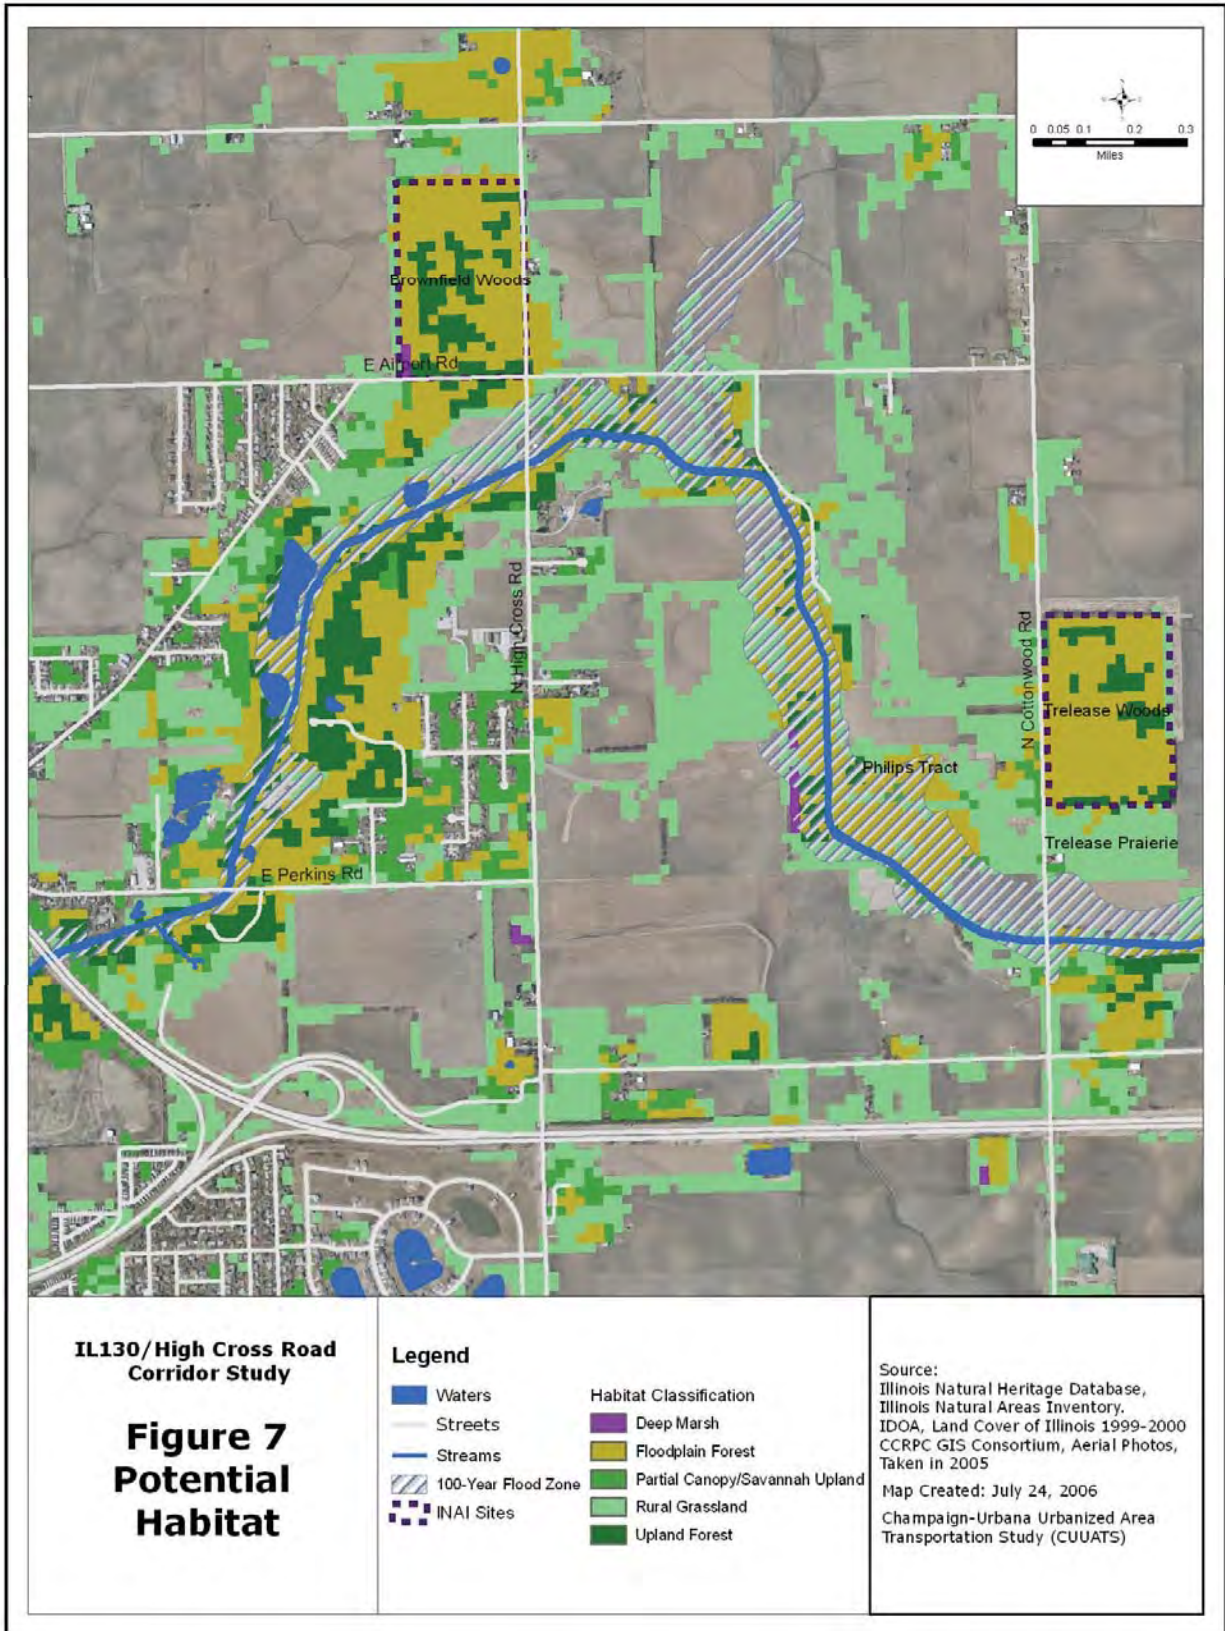 0 0.05 0.1 0.2 0.3
Miles
Brownfield Woods
E Airport Rd
N High Cross Rd
N Cottonwood Rd
Trelease Woods
Philips Tract
Trelease Praierie
E Perkins Rd
IL130/High Cross Road
Corridor Study
Figure 7
Potential
Habitat
Legend
Waters
Streets
Streams
100-Year Flood Zone
INAI Sites
Habitat Classification
Deep Marsh
Floodplain Forest
Partial Canopy/Savannah Upland
Rural Grassland
Upland Forest
Source:
Illinois Natural Heritage Database,
Illinois Natural Areas Inventory.
IDOA, Land Cover of Illinois 1999-2000
CCRPC GIS Consortium, Aerial Photos,
Taken in 2005
Map Created: July 24, 2006
Champaign-Urbana Urbanized Area
Transportation Study (CUUATS)